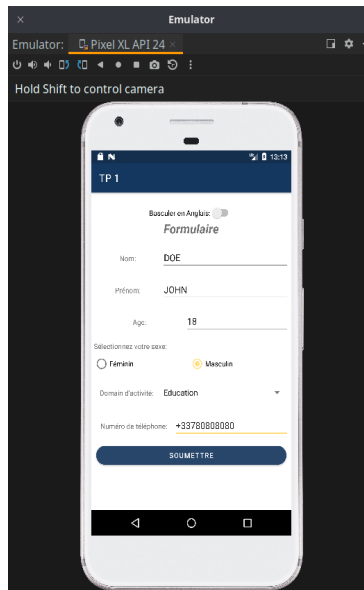 Emulator
Emulator: Pixel XL API 24
Hold Shift to control camera
13:13
TP 1
Basculer en Anglais:
Formulaire
Nom: DOE
Prénom: JOHN
Age: 18
Sélectionnez votre sexe:
Féminin Masculin
Domain d'activité: Education
Numéro de téléphone: +33780808080
SOUMETTRE